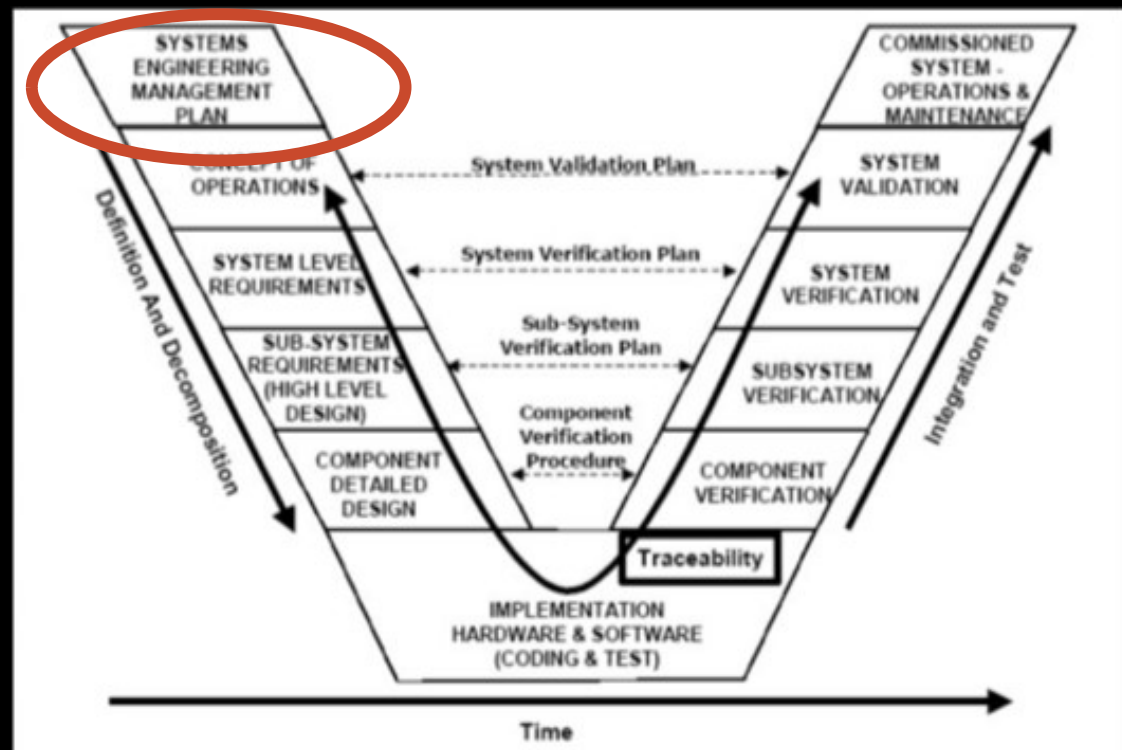 SYSTEMS
ENGINEERING
MANAGEMENT
PLAN
CONCEPT OF
OPERATIONS
SYSTEM LEVEL
REQUIREMENTS
SUB-SYSTEM
REQUIREMENTS
(HIGH LEVEL
DESIGN)
COMPONENT
DETAILED
DESIGN
Definition And Decomposition
System Validation Plan
System Verification Plan
Sub-System
Verification Plan
Component
Verification
Procedure
COMMISSIONED
SYSTEM -
OPERATIONS &
MAINTENANCE
SYSTEM
VALIDATION
SYSTEM
VERIFICATION
SUBSYSTEM
VERIFICATION
COMPONENT
VERIFICATION
Integration and Test
Traceability
IMPLEMENTATION
HARDWARE & SOFTWARE
(CODING & TEST)
Time